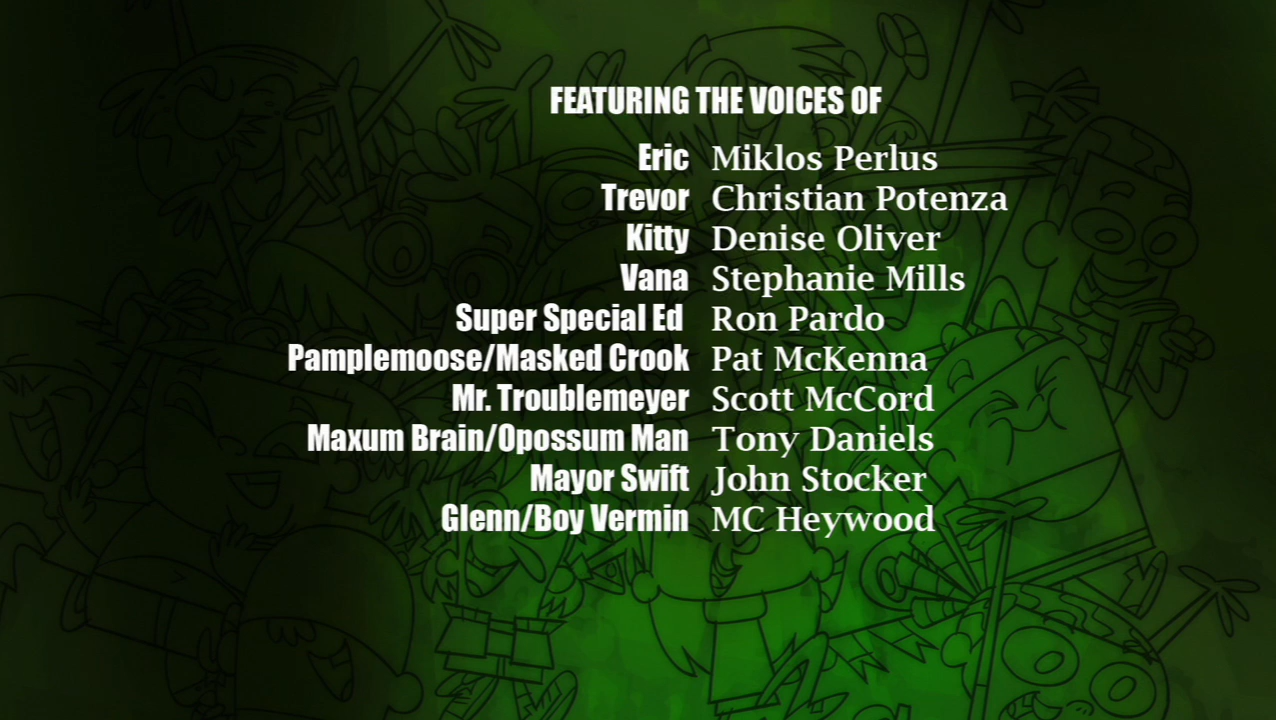 FEATURING THE VOICES OF
Eric Miklos Perlus
Trevor Christian Potenza
Kitty Denise Oliver
Vana Stephanie Mills
Super Special Ed Ron Pardo
Pamplemoose/Masked Crook Pat McKenna
Mr. Troublemeyer Scott McCord
Maxum Brain/Opossum Man Tony Daniels
Mayor Swift John Stocker
Glenn/Boy Vermin MC Heywood